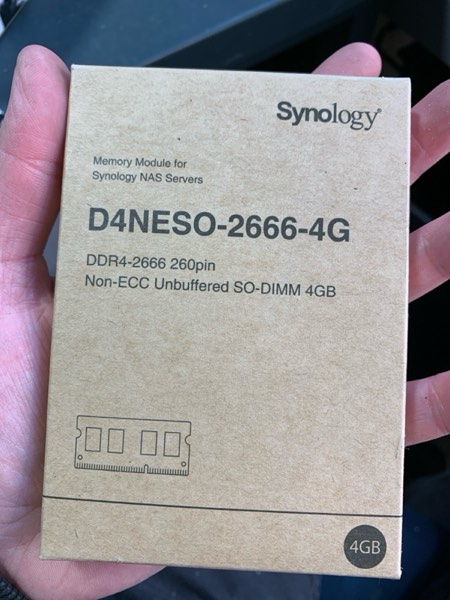 Synology®
Memory Module for
Synology NAS Servers
D4NESO-2666-4G
DDR4-2666 260pin
Non-ECC Unbuffered SO-DIMM 4GB
4GB